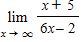 lim x + 5
x → ∞ 6x − 2